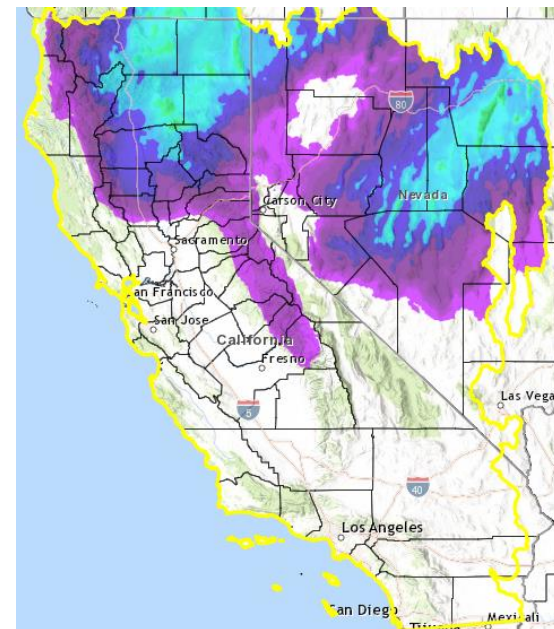 80
Nevada
Carson City
Sacramento
an Francisco
San Jose
California
Fresno
5
Las Vega
40
Los Angeles
San Diego
Mexicali